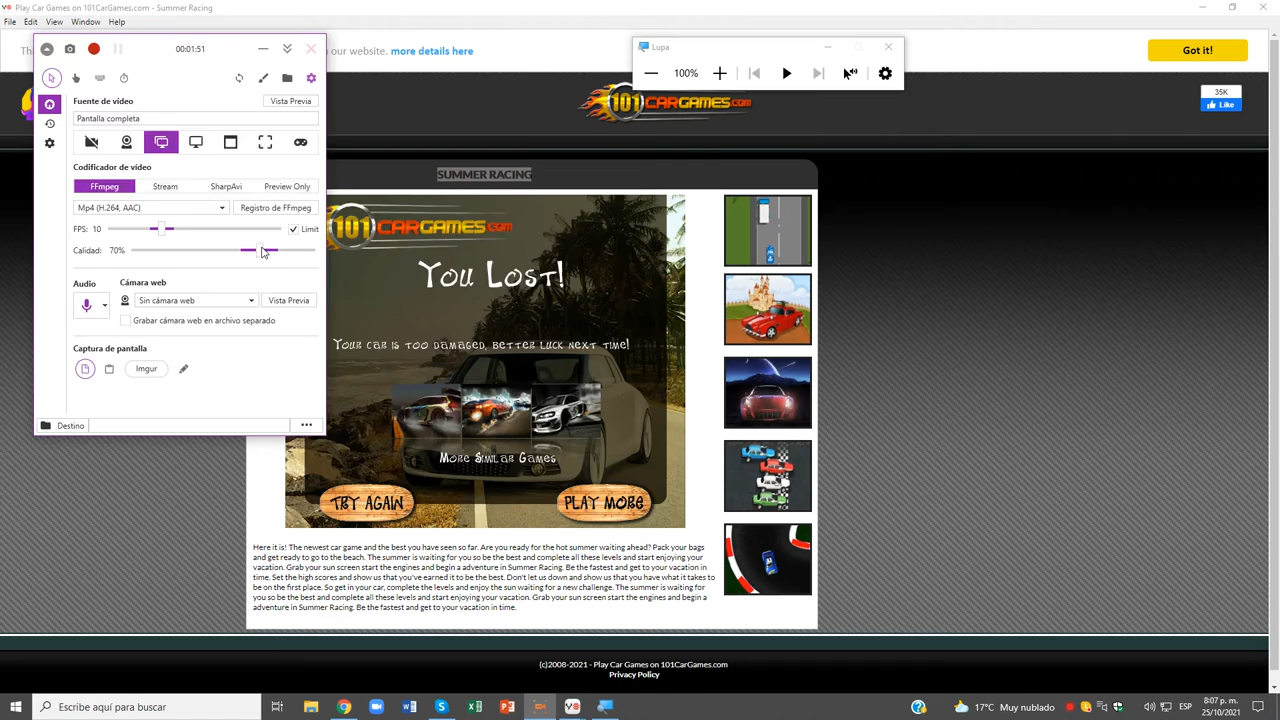 Play Car Games on 101CarGames.com - Summer Racing
File Edit View Window Help
00:01:51
Fuente de vídeo
Vista Previa
Pantalla completa
Codificador de vídeo
FFmpeg Stream SharpAvi Preview Only
Mp4 (H.264, AAC)
Registro de FFmpeg
FPS: 10
Limit
Calidad: 70%
Audio
Cámara web
Sin cámara web
Vista Previa
Grabar cámara web en archivo separado
Captura de pantalla
Imgur
Destino
•••
Th
n our website. more details here
Got it!
Lupa
100%
101CARGAMES.COM
35K
Like
SUMMER RACING
101CARGAMES.COM
You Lost!
Your car is too damaged, better luck next time!
More Similar Games
TRY AGAIN
PLAY MORE
Here it is! The newest car game and the best you have seen so far. Are you ready for the hot summer waiting ahead? Pack your bags
and get ready to go to the beach. The summer is waiting for you so be the best and complete all these levels and start enjoying your
vacation. Grab your sun screen start the engines and begin a adventure in Summer Racing. Be the fastest and get to your vacation in
time. Set the high scores and show us that you've earned it to be the best. Don't let us down and show us that you have what it takes to
be on the first place. So get in your car, complete the levels and enjoy the sun waiting for a new challenge. The summer is waiting for
you so be the best and complete all these levels and start enjoying your vacation. Grab your sun screen start the engines and begin a
adventure in Summer Racing. Be the fastest and get to your vacation in time.
(c)2008-2021 - Play Car Games on 101CarGames.com
Privacy Policy
Escribe aquí para buscar
17°C Muy nublado
ESP
8:07 p. m.
25/10/2021